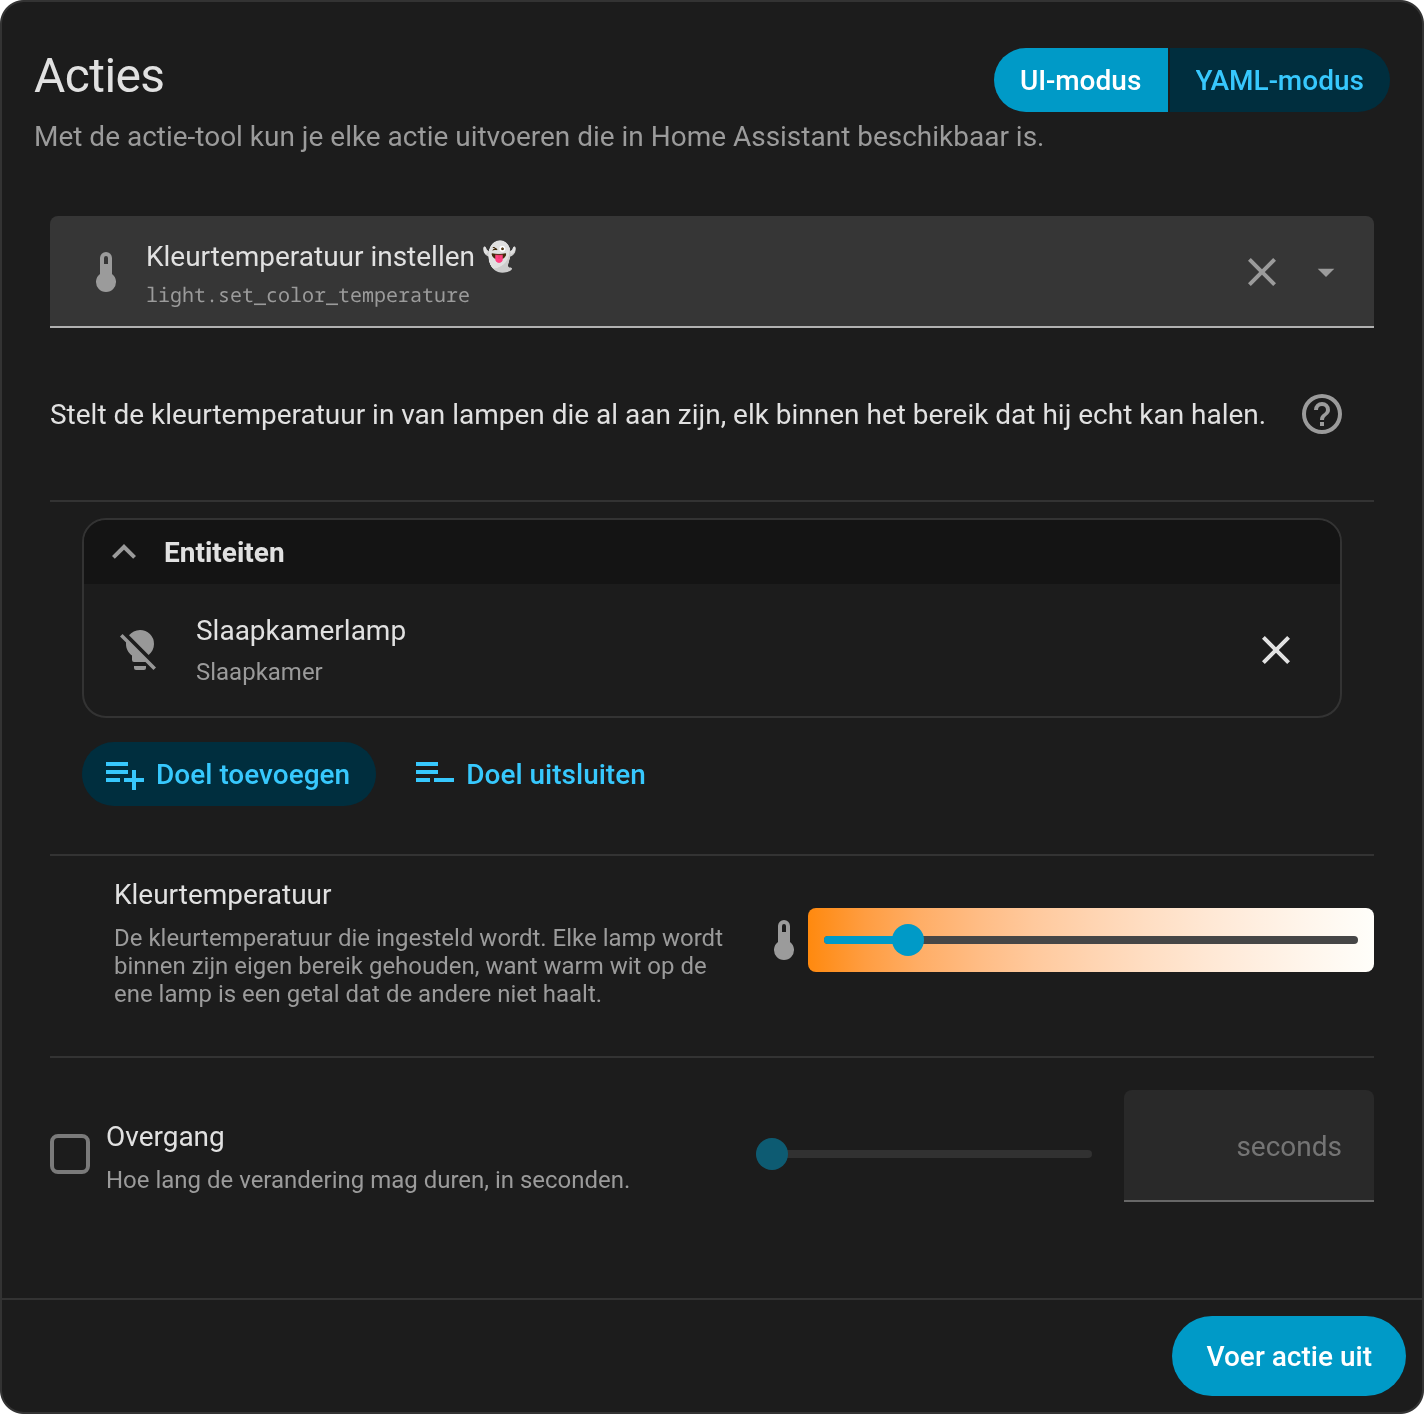 Acties
UI-modus
YAML-modus
Met de actie-tool kun je elke actie uitvoeren die in Home Assistant beschikbaar is.
Kleurtemperatuur instellen 👻
light.set_color_temperature
Stelt de kleurtemperatuur in van lampen die al aan zijn, elk binnen het bereik dat hij echt kan halen.
Entiteiten
Slaapkamerlamp
Slaapkamer
Doel toevoegen
Doel uitsluiten
Kleurtemperatuur
De kleurtemperatuur die ingesteld wordt. Elke lamp wordt
binnen zijn eigen bereik gehouden, want warm wit op de
ene lamp is een getal dat de andere niet haalt.
Overgang
Hoe lang de verandering mag duren, in seconden.
seconds
Voer actie uit